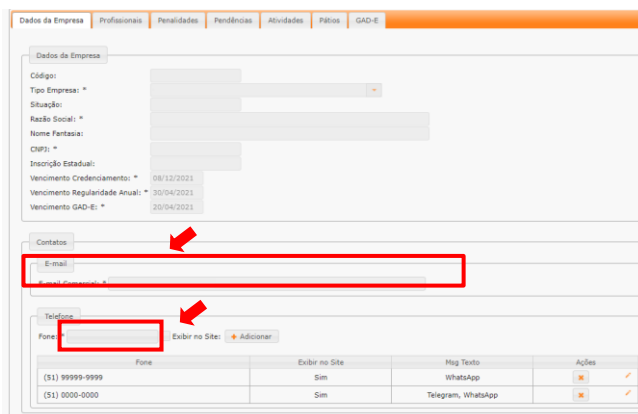 Dados da Empresa Profissionais Penalidades Pendências Atividades Pátios GAD-E
Dados da Empresa
Código:
Tipo Empresa: *
Situação:
Razão Social: *
Nome Fantasia:
CNPJ: *
Inscrição Estadual:
Vencimento Credenciamento: * 08/12/2021
Vencimento Regularidade Anual: * 30/04/2021
Vencimento GAD-E: * 20/04/2021
Contatos
E-mail
E-mail Comercial: *
Telefone
Fone: * Exibir no Site: + Adicionar
Fone Exibir no Site Msg Texto Ações
(51) 99999-9999 Sim WhatsApp
(51) 0000-0000 Sim Telegram, WhatsApp